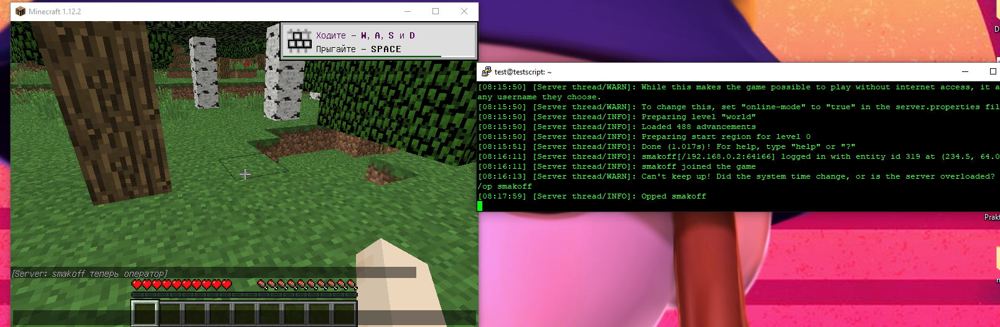 Minecraft 1.12.2
Ходите – W, A, S и D
Прыгайте – SPACE
[Server: smakoff теперь оператор]
test@testscript: ~
[08:15:50] [Server thread/WARN]: While this makes the game possible to play without internet access, it a
any username they choose.
[08:15:50] [Server thread/WARN]: To change this, set "online-mode" to "true" in the server.properties fil
[08:15:50] [Server thread/INFO]: Preparing level "world"
[08:15:50] [Server thread/INFO]: Loaded 488 advancements
[08:15:50] [Server thread/INFO]: Preparing start region for level 0
[08:15:51] [Server thread/INFO]: Done (1.017s)! For help, type "help" or "?"
[08:16:11] [Server thread/INFO]: smakoff[/192.168.0.2:64166] logged in with entity id 319 at (234.5, 64.0
[08:16:11] [Server thread/INFO]: smakoff joined the game
[08:16:13] [Server thread/WARN]: Can't keep up! Did the system time change, or is the server overloaded?
/op smakoff
[08:17:59] [Server thread/INFO]: Opped smakoff
D
Prakt